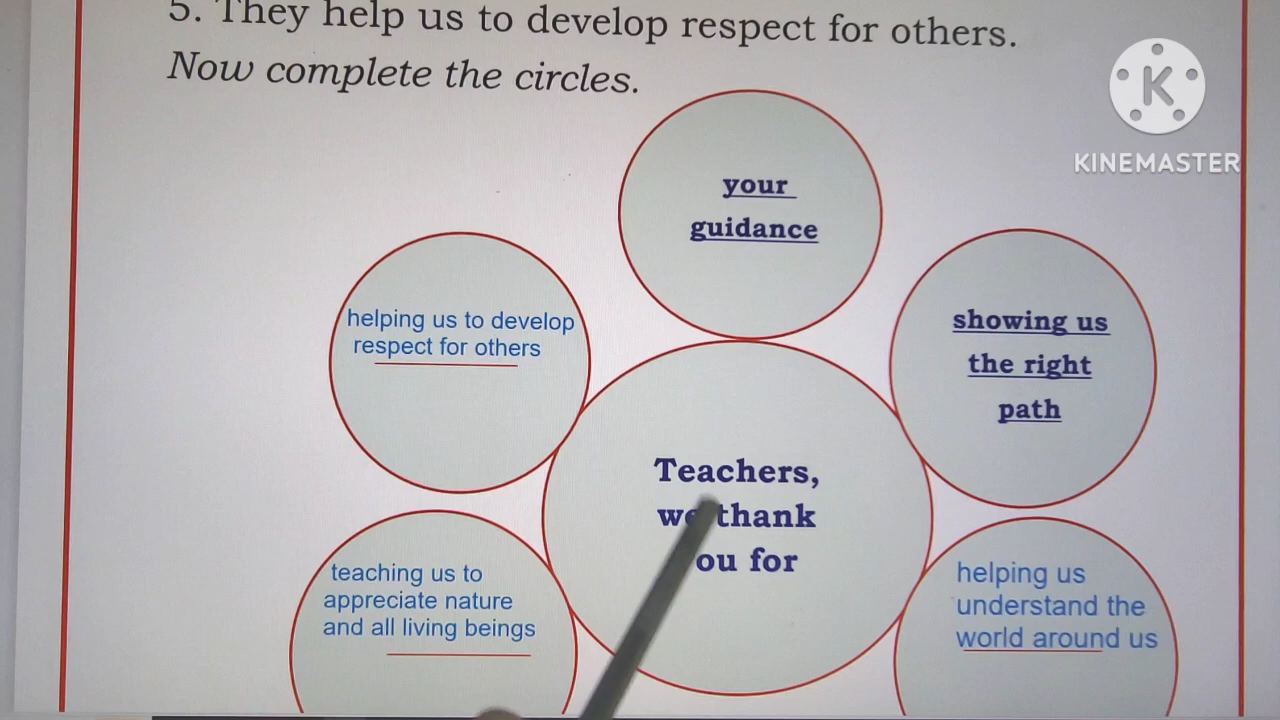 5. They help us to develop respect for others.
Now complete the circles.
KINEMASTER
your
guidance
helping us to develop
respect for others
showing us
the right
path
Teachers,
we thank
ou for
teaching us to
appreciate nature
and all living beings
helping us
understand the
world around us